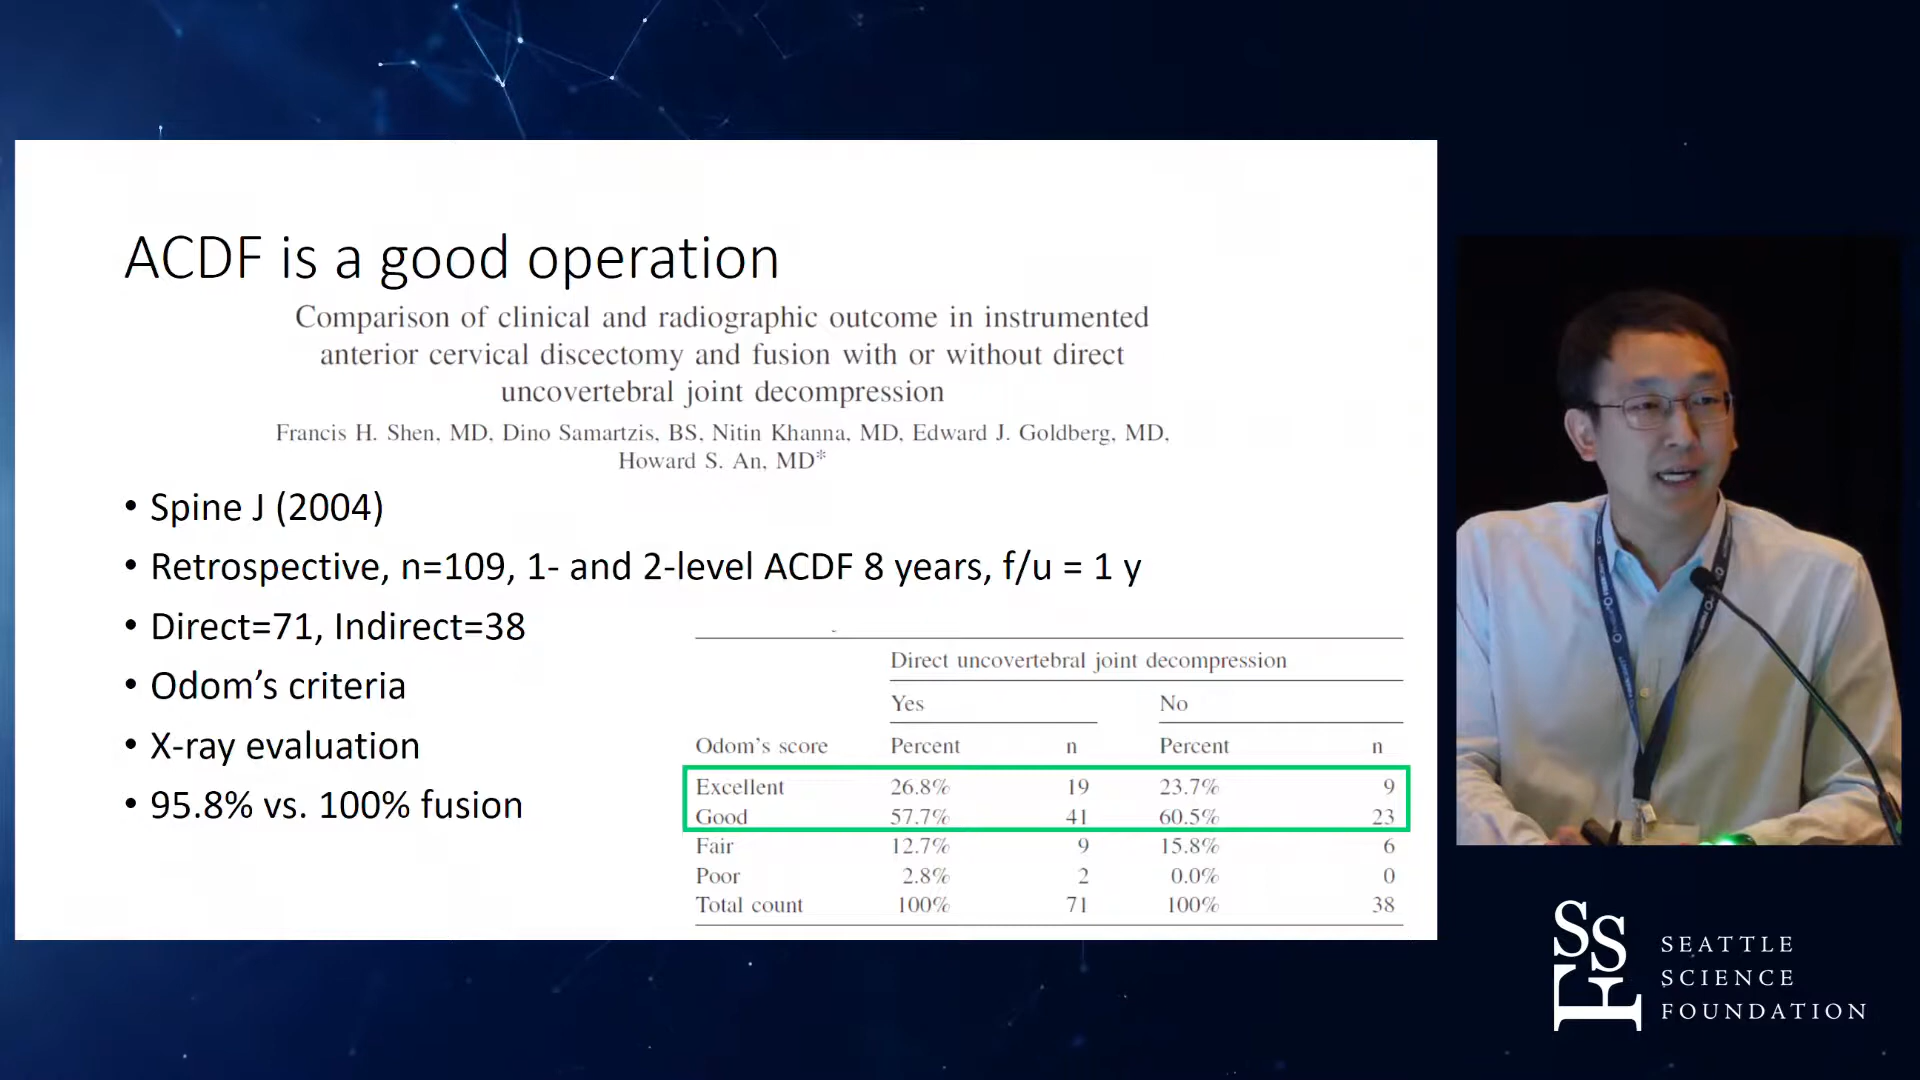 ACDF is a good operation
Comparison of clinical and radiographic outcome in instrumented
anterior cervical discectomy and fusion with or without direct
uncovertebral joint decompression
Francis H. Shen, MD, Dino Samartzis, BS, Nitin Khanna, MD, Edward J. Goldberg, MD,
Howard S. An, MD*
• Spine J (2004)
• Retrospective, n=109, 1- and 2-level ACDF 8 years, f/u = 1 y
• Direct=71, Indirect=38
• Odom’s criteria
• X-ray evaluation
• 95.8% vs. 100% fusion
Direct uncovertebral joint decompression
Yes No
Odom's score Percent n Percent n
Excellent 26.8% 19 23.7% 9
Good 57.7% 41 60.5% 23
Fair 12.7% 9 15.8% 6
Poor 2.8% 2 0.0% 0
Total count 100% 71 100% 38
SSF
SEATTLE
SCIENCE
FOUNDATION